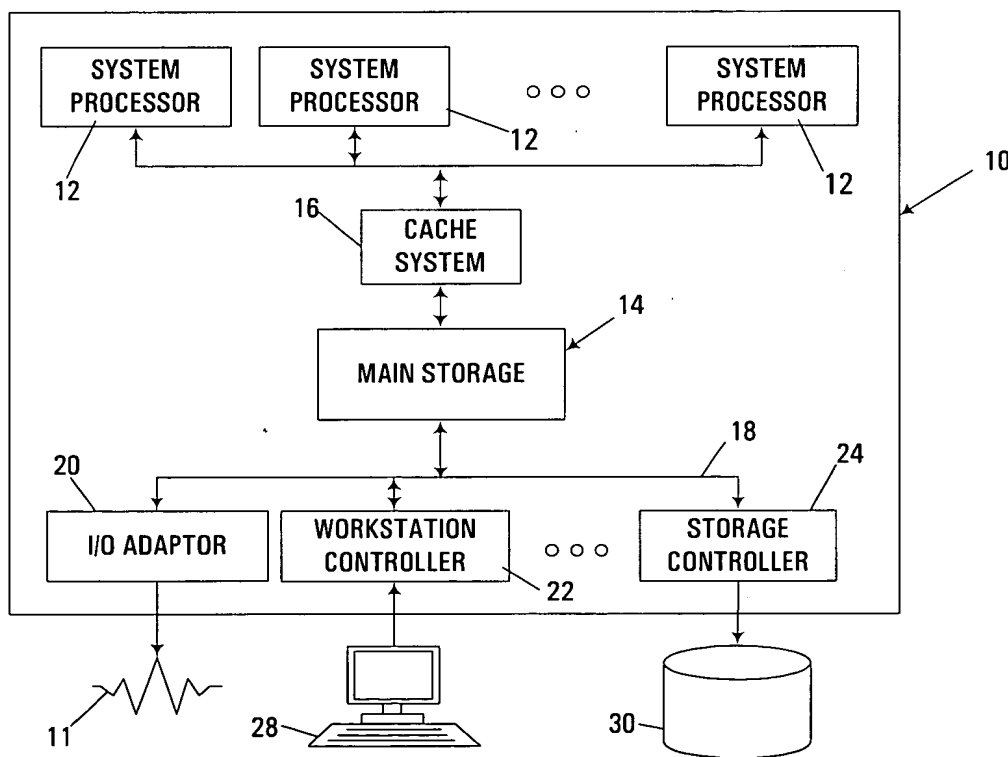 SYSTEM
PROCESSOR
SYSTEM
PROCESSOR
SYSTEM
PROCESSOR
12
12
12
10
16
CACHE
SYSTEM
14
MAIN STORAGE
18
20
24
I/O ADAPTOR
WORKSTATION
CONTROLLER
STORAGE
CONTROLLER
22
11
28
30